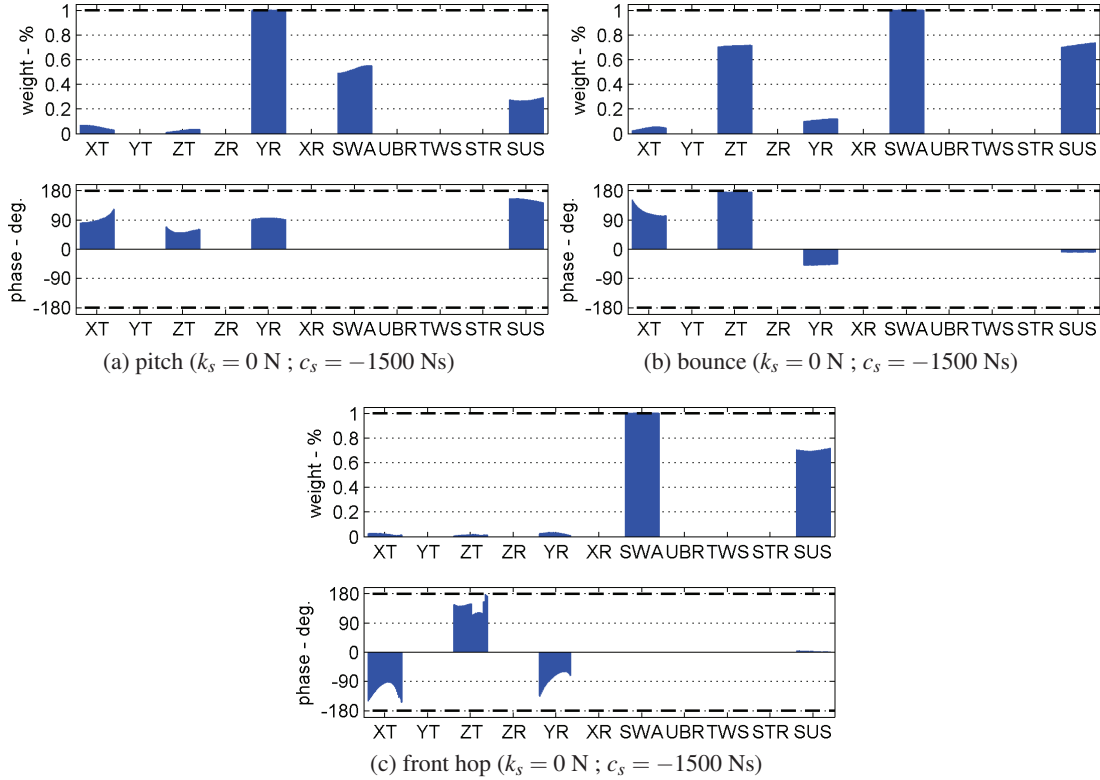 weight - %
1
0.8
0.6
0.4
0.2
0
XT YT ZT ZR YR XR SWA UBR TWS STR SUS
phase - deg.
180
90
0
-90
-180
XT YT ZT ZR YR XR SWA UBR TWS STR SUS
(a) pitch (k_s = 0 N ; c_s = −1500 Ns)
weight - %
1
0.8
0.6
0.4
0.2
0
XT YT ZT ZR YR XR SWA UBR TWS STR SUS
phase - deg.
180
90
0
-90
-180
XT YT ZT ZR YR XR SWA UBR TWS STR SUS
(b) bounce (k_s = 0 N ; c_s = −1500 Ns)
weight - %
1
0.8
0.6
0.4
0.2
0
XT YT ZT ZR YR XR SWA UBR TWS STR SUS
phase - deg.
180
90
0
-90
-180
XT YT ZT ZR YR XR SWA UBR TWS STR SUS
(c) front hop (k_s = 0 N ; c_s = −1500 Ns)